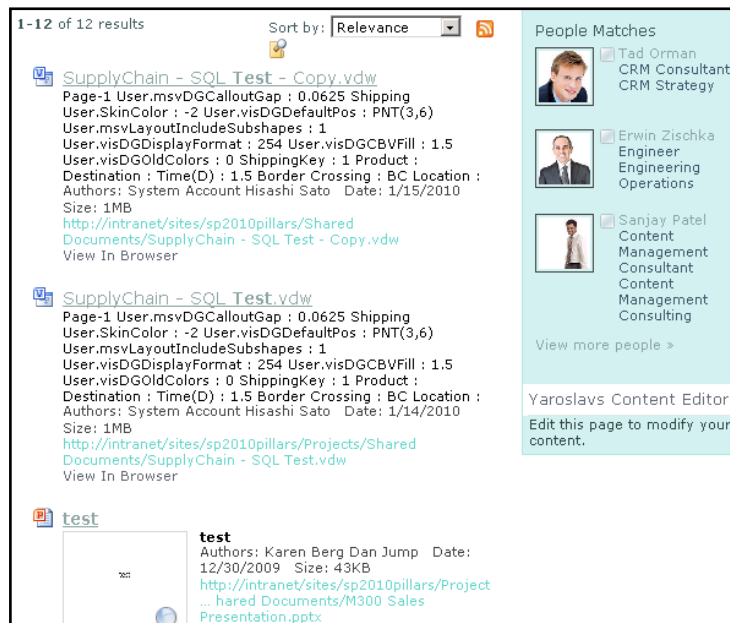 1-12 of 12 results
Sort by: Relevance
SupplyChain - SQL Test - Copy.vdw
Page-1 User.msvDGCalloutGap : 0.0625 Shipping
User.SkinColor : -2 User.visDGDefaultPos : PNT(3,6)
User.msvLayoutIncludeSubshapes : 1
User.visDGDisplayFormat : 254 User.visDGCBVFill : 1.5
User.visDGOldColors : 0 ShippingKey : 1 Product :
Destination : Time(D) : 1.5 Border Crossing : BC Location :
Authors: System Account Hisashi Sato Date: 1/15/2010
Size: 1MB
http://intranet/sites/sp2010pillars/Shared
Documents/SupplyChain - SQL Test - Copy.vdw
View In Browser
SupplyChain - SQL Test.vdw
Page-1 User.msvDGCalloutGap : 0.0625 Shipping
User.SkinColor : -2 User.visDGDefaultPos : PNT(3,6)
User.msvLayoutIncludeSubshapes : 1
User.visDGDisplayFormat : 254 User.visDGCBVFill : 1.5
User.visDGOldColors : 0 ShippingKey : 1 Product :
Destination : Time(D) : 1.5 Border Crossing : BC Location :
Authors: System Account Hisashi Sato Date: 1/14/2010
Size: 1MB
http://intranet/sites/sp2010pillars/Projects/Shared
Documents/SupplyChain - SQL Test.vdw
View In Browser
test
test
test
Authors: Karen Berg Dan Jump Date:
12/30/2009 Size: 43KB
http://intranet/sites/sp2010pillars/Project
... hared Documents/M300 Sales
Presentation.pptx
People Matches
Tad Orman
CRM Consultant
CRM Strategy
Erwin Zischka
Engineer
Engineering
Operations
Sanjay Patel
Content
Management
Consultant
Content
Management
Consulting
View more people »
Yaroslavs Content Editor
Edit this page to modify your
content.